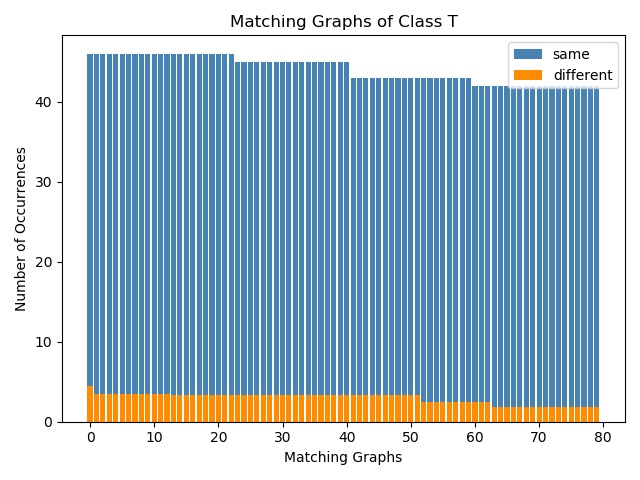 Matching Graphs of Class T
same
different
Number of Occurrences
40
30
20
10
0
0 10 20 30 40 50 60 70 80
Matching Graphs